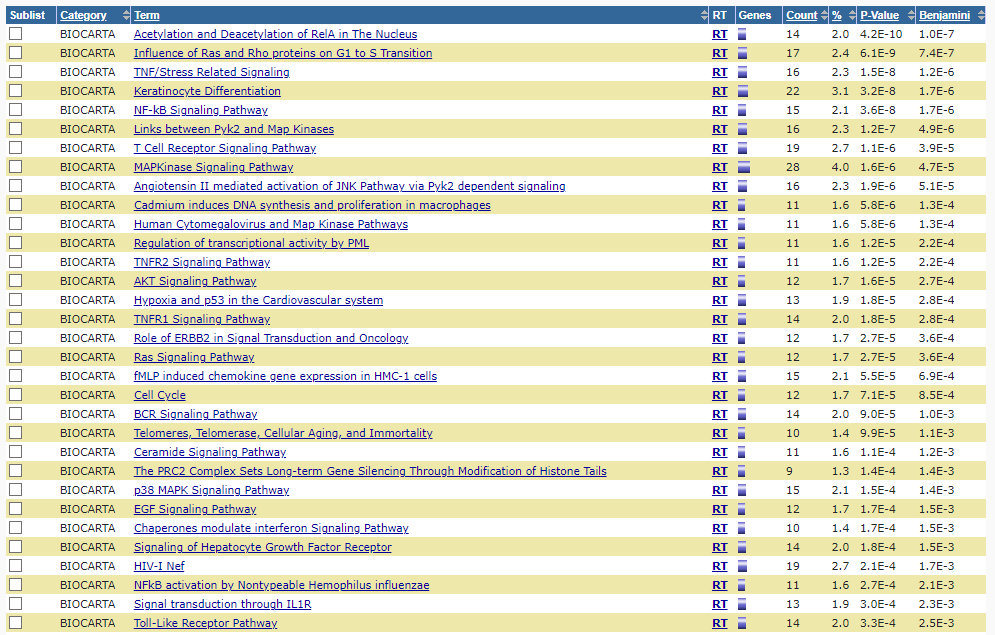 Sublist Category Term RT Genes Count % P-Value Benjamini
BIOCARTA Acetylation and Deacetylation of RelA in The Nucleus RT 14 2.0 4.2E-10 1.0E-7
BIOCARTA Influence of Ras and Rho proteins on G1 to S Transition RT 17 2.4 6.1E-9 7.4E-7
BIOCARTA TNF/Stress Related Signaling RT 16 2.3 1.5E-8 1.2E-6
BIOCARTA Keratinocyte Differentiation RT 22 3.1 3.2E-8 1.7E-6
BIOCARTA NF-kB Signaling Pathway RT 15 2.1 3.6E-8 1.7E-6
BIOCARTA Links between Pyk2 and Map Kinases RT 16 2.3 1.2E-7 4.9E-6
BIOCARTA T Cell Receptor Signaling Pathway RT 19 2.7 1.1E-6 3.9E-5
BIOCARTA MAPKinase Signaling Pathway RT 28 4.0 1.6E-6 4.7E-5
BIOCARTA Angiotensin II mediated activation of JNK Pathway via Pyk2 dependent signaling RT 16 2.3 1.9E-6 5.1E-5
BIOCARTA Cadmium induces DNA synthesis and proliferation in macrophages RT 11 1.6 5.8E-6 1.3E-4
BIOCARTA Human Cytomegalovirus and Map Kinase Pathways RT 11 1.6 5.8E-6 1.3E-4
BIOCARTA Regulation of transcriptional activity by PML RT 11 1.6 1.2E-5 2.2E-4
BIOCARTA TNFR2 Signaling Pathway RT 11 1.6 1.2E-5 2.2E-4
BIOCARTA AKT Signaling Pathway RT 12 1.7 1.6E-5 2.7E-4
BIOCARTA Hypoxia and p53 in the Cardiovascular system RT 13 1.9 1.8E-5 2.8E-4
BIOCARTA TNFR1 Signaling Pathway RT 14 2.0 1.8E-5 2.8E-4
BIOCARTA Role of ERBB2 in Signal Transduction and Oncology RT 12 1.7 2.7E-5 3.6E-4
BIOCARTA Ras Signaling Pathway RT 12 1.7 2.7E-5 3.6E-4
BIOCARTA fMLP induced chemokine gene expression in HMC-1 cells RT 15 2.1 5.5E-5 6.9E-4
BIOCARTA Cell Cycle RT 12 1.7 7.1E-5 8.5E-4
BIOCARTA BCR Signaling Pathway RT 14 2.0 9.0E-5 1.0E-3
BIOCARTA Telomeres, Telomerase, Cellular Aging, and Immortality RT 10 1.4 9.9E-5 1.1E-3
BIOCARTA Ceramide Signaling Pathway RT 11 1.6 1.1E-4 1.2E-3
BIOCARTA The PRC2 Complex Sets Long-term Gene Silencing Through Modification of Histone Tails RT 9 1.3 1.4E-4 1.4E-3
BIOCARTA p38 MAPK Signaling Pathway RT 15 2.1 1.5E-4 1.4E-3
BIOCARTA EGF Signaling Pathway RT 12 1.7 1.7E-4 1.5E-3
BIOCARTA Chaperones modulate interferon Signaling Pathway RT 10 1.4 1.7E-4 1.5E-3
BIOCARTA Signaling of Hepatocyte Growth Factor Receptor RT 14 2.0 1.8E-4 1.5E-3
BIOCARTA HIV-I Nef RT 19 2.7 2.1E-4 1.7E-3
BIOCARTA NFkB activation by Nontypeable Hemophilus influenzae RT 11 1.6 2.7E-4 2.1E-3
BIOCARTA Signal transduction through IL1R RT 13 1.9 3.0E-4 2.3E-3
BIOCARTA Toll-Like Receptor Pathway RT 14 2.0 3.3E-4 2.5E-3